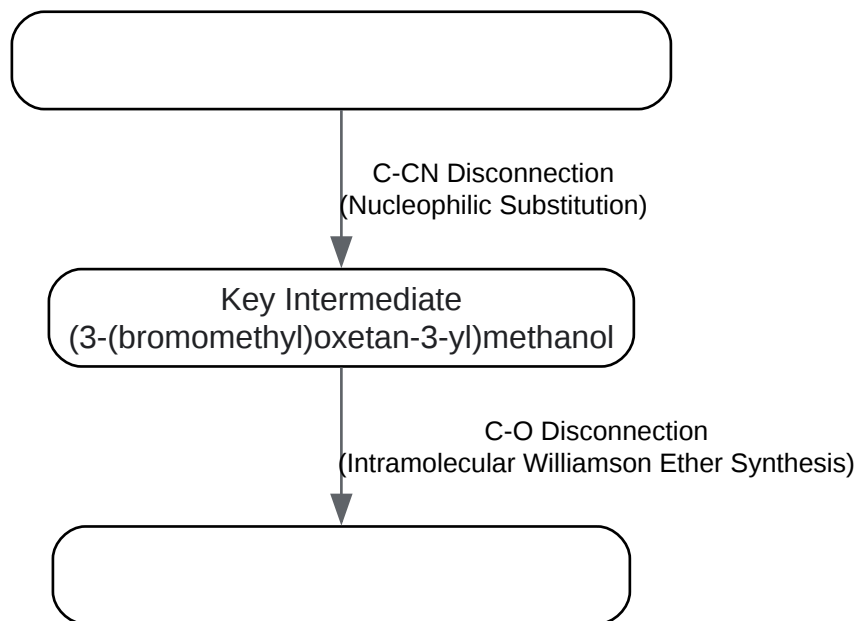 C-CN Disconnection
(Nucleophilic Substitution)
Key Intermediate
(3-(bromomethyl)oxetan-3-yl)methanol
C-O Disconnection
(Intramolecular Williamson Ether Synthesis)